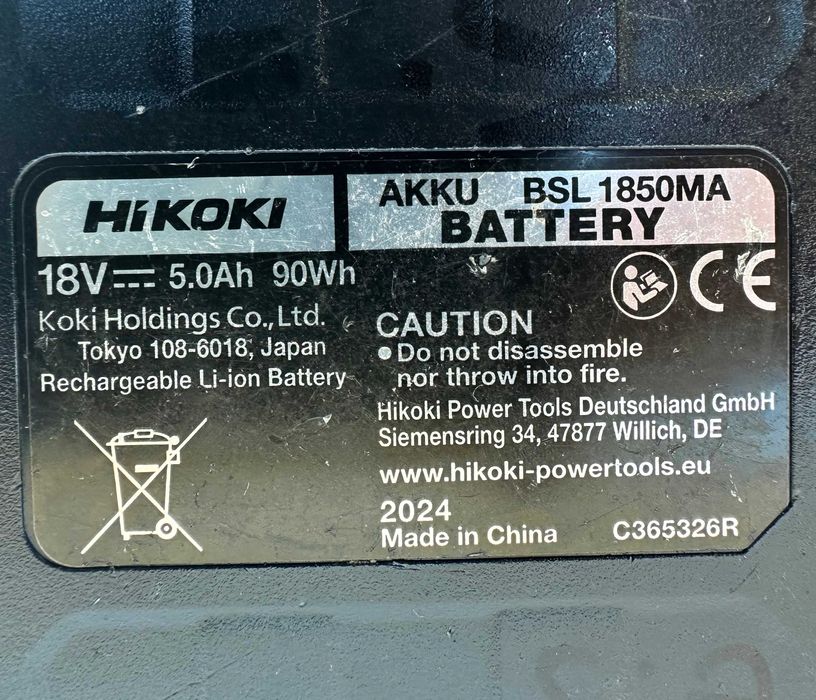 HiKOKI
AKKU BSL 1850MA
BATTERY
18V 5.0Ah 90Wh
Koki Holdings Co., Ltd.
Tokyo 108-6018, Japan
Rechargeable Li-ion Battery
CE
CAUTION
• Do not disassemble
nor throw into fire.
Hikoki Power Tools Deutschland GmbH
Siemensring 34, 47877 Willich, DE
www.hikoki-powertools.eu
2024
Made in China C365326R